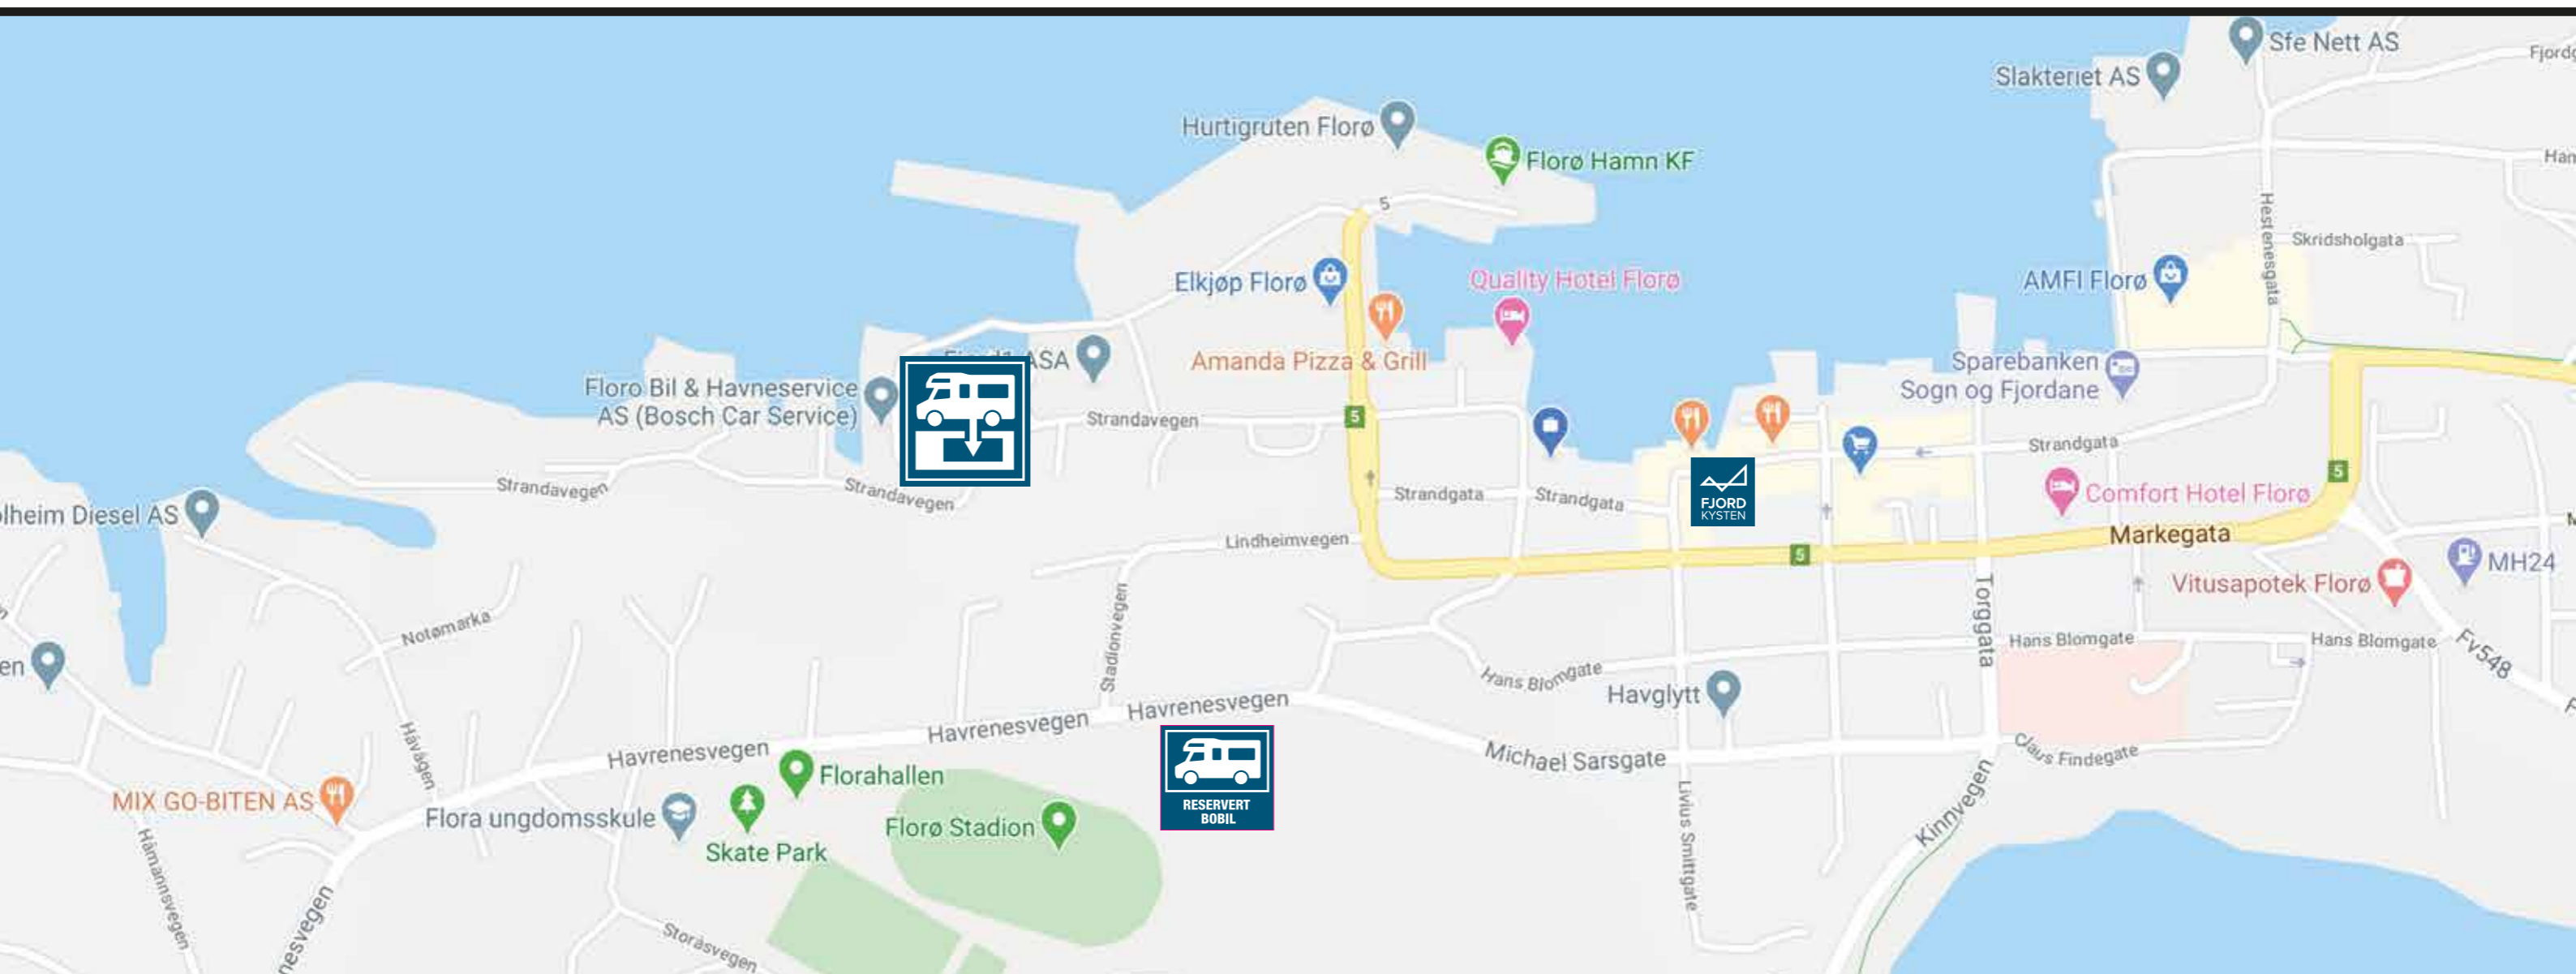 Sfe Nett AS
Slakteriet AS
Hurtigruten Florø
Florø Hamn KF
5
Hestenesgata
Skridsholgata
Elkjøp Florø
Quality Hotel Florø
AMFI Florø
Amanda Pizza & Grill
ASA
Sparebanken
Sogn og Fjordane
Floro Bil & Havneservice
AS (Bosch Car Service)
Strandavegen
5
Strandgata
5
Strandavegen
Strandavegen
Strandgata
Strandgata
FJORD
KYSTEN
Comfort Hotel Florø
Diesel AS
Lindheimvegen
5
Markegata
MH24
Vitusapotek Florø
Notømarka
Stadionvegen
Torggata
Hans Blomgate
Hans Blomgate
Fv548
Hans Blomgate
Havglytt
Håvågen
Havrenesvegen
Havrenesvegen
Havrenesvegen
Michael Sarsgate
Claus Findegate
Florahallen
MIX GO-BITEN AS
Flora ungdomsskule
Skate Park
Florø Stadion
RESERVERT
BOBIL
Livius Smittgate
Kinnvegen
Håmannsvegen
Storåsvegen